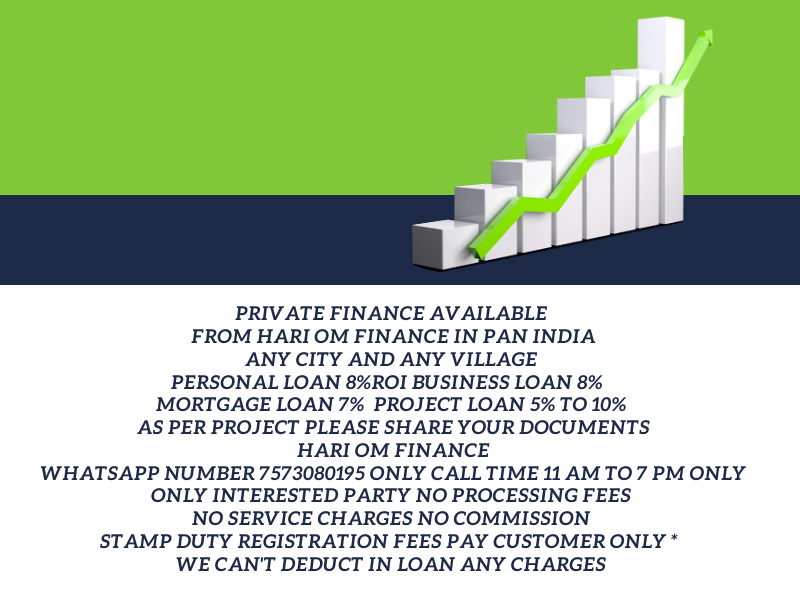 PRIVATE FINANCE AVAILABLE
FROM HARI OM FINANCE IN PAN INDIA
ANY CITY AND ANY VILLAGE
PERSONAL LOAN 8%ROI BUSINESS LOAN 8%
MORTGAGE LOAN 7% PROJECT LOAN 5% TO 10%
AS PER PROJECT PLEASE SHARE YOUR DOCUMENTS
HARI OM FINANCE
WHATSAPP NUMBER 7573080195 ONLY CALL TIME 11 AM TO 7 PM ONLY
ONLY INTERESTED PARTY NO PROCESSING FEES
NO SERVICE CHARGES NO COMMISSION
STAMP DUTY REGISTRATION FEES PAY CUSTOMER ONLY *
WE CAN'T DEDUCT IN LOAN ANY CHARGES